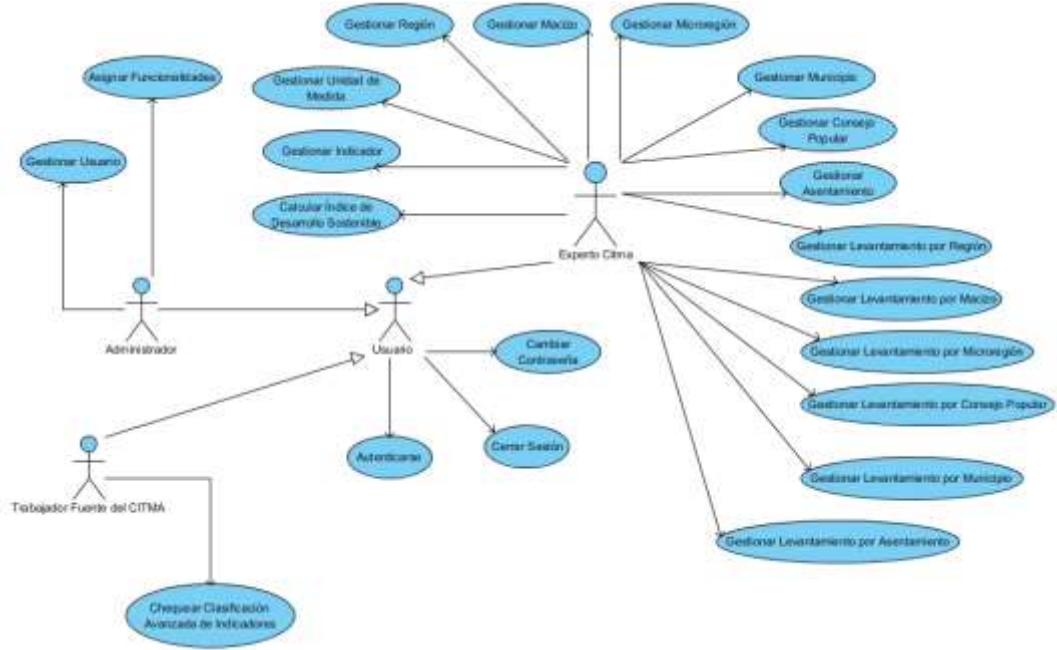 Gestionar Región
Gestionar Macizo
Gestionar Microregión
Asignar Funcionalidades
Gestionar Unidad de
Medida
Gestionar Municipio
Gestionar Consejo
Popular
Gestionar Usuario
Gestionar Indicador
Gestionar
Asentamiento
Calcular Índice de
Desarrollo Sostenible
Gestionar Levantamiento por Región
Experto Citma
Gestionar Levantamiento por Macizo
Administrador
Usuario
Cambiar
Contraseña
Gestionar Levantamiento por Microregión
Gestionar Levantamiento por Consejo Popular
Autenticarse
Cerrar Sesión
Gestionar Levantamiento por Municipio
Trabajador Fuente del CITMA
Gestionar Levantamiento por Asentamiento
Chequear Clasificación
Avanzada de Indicadores